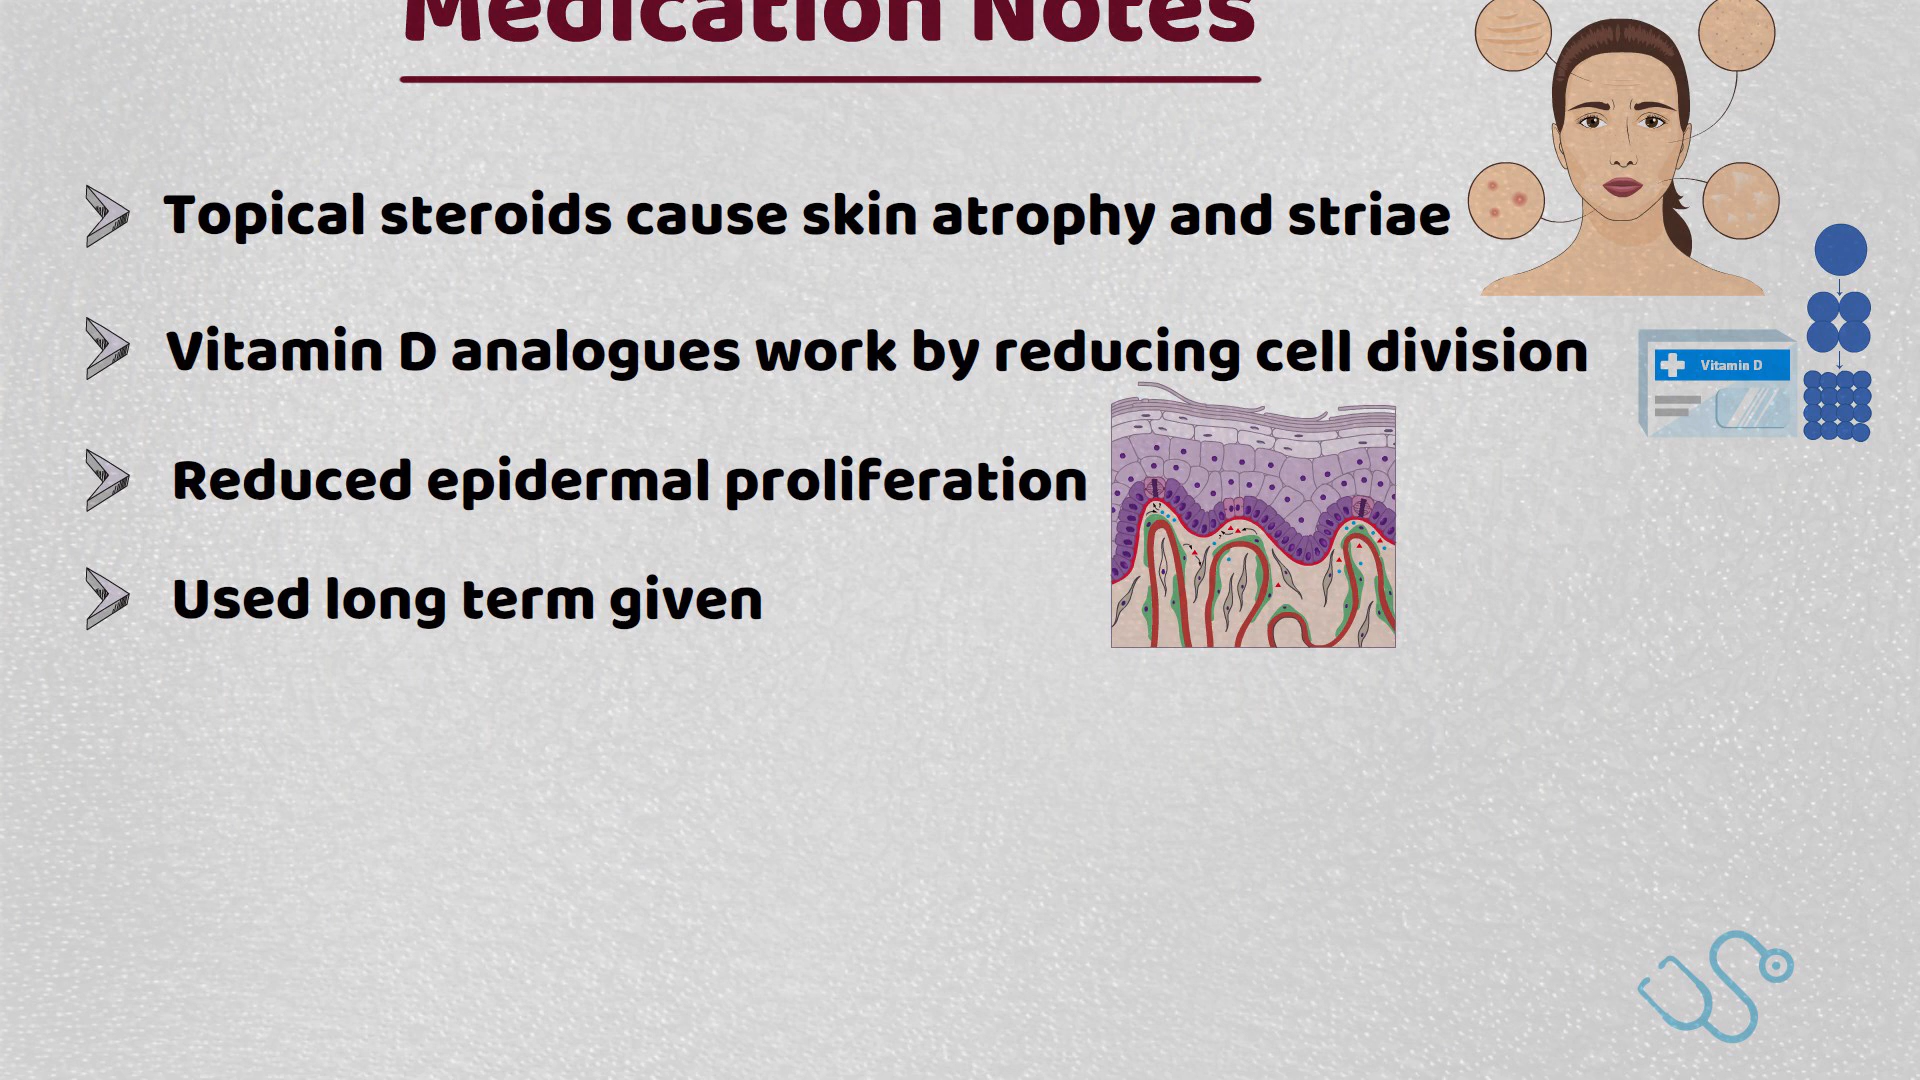 Medication Notes
Topical steroids cause skin atrophy and striae
Vitamin D analogues work by reducing cell division
Vitamin D
Reduced epidermal proliferation
Used long term given